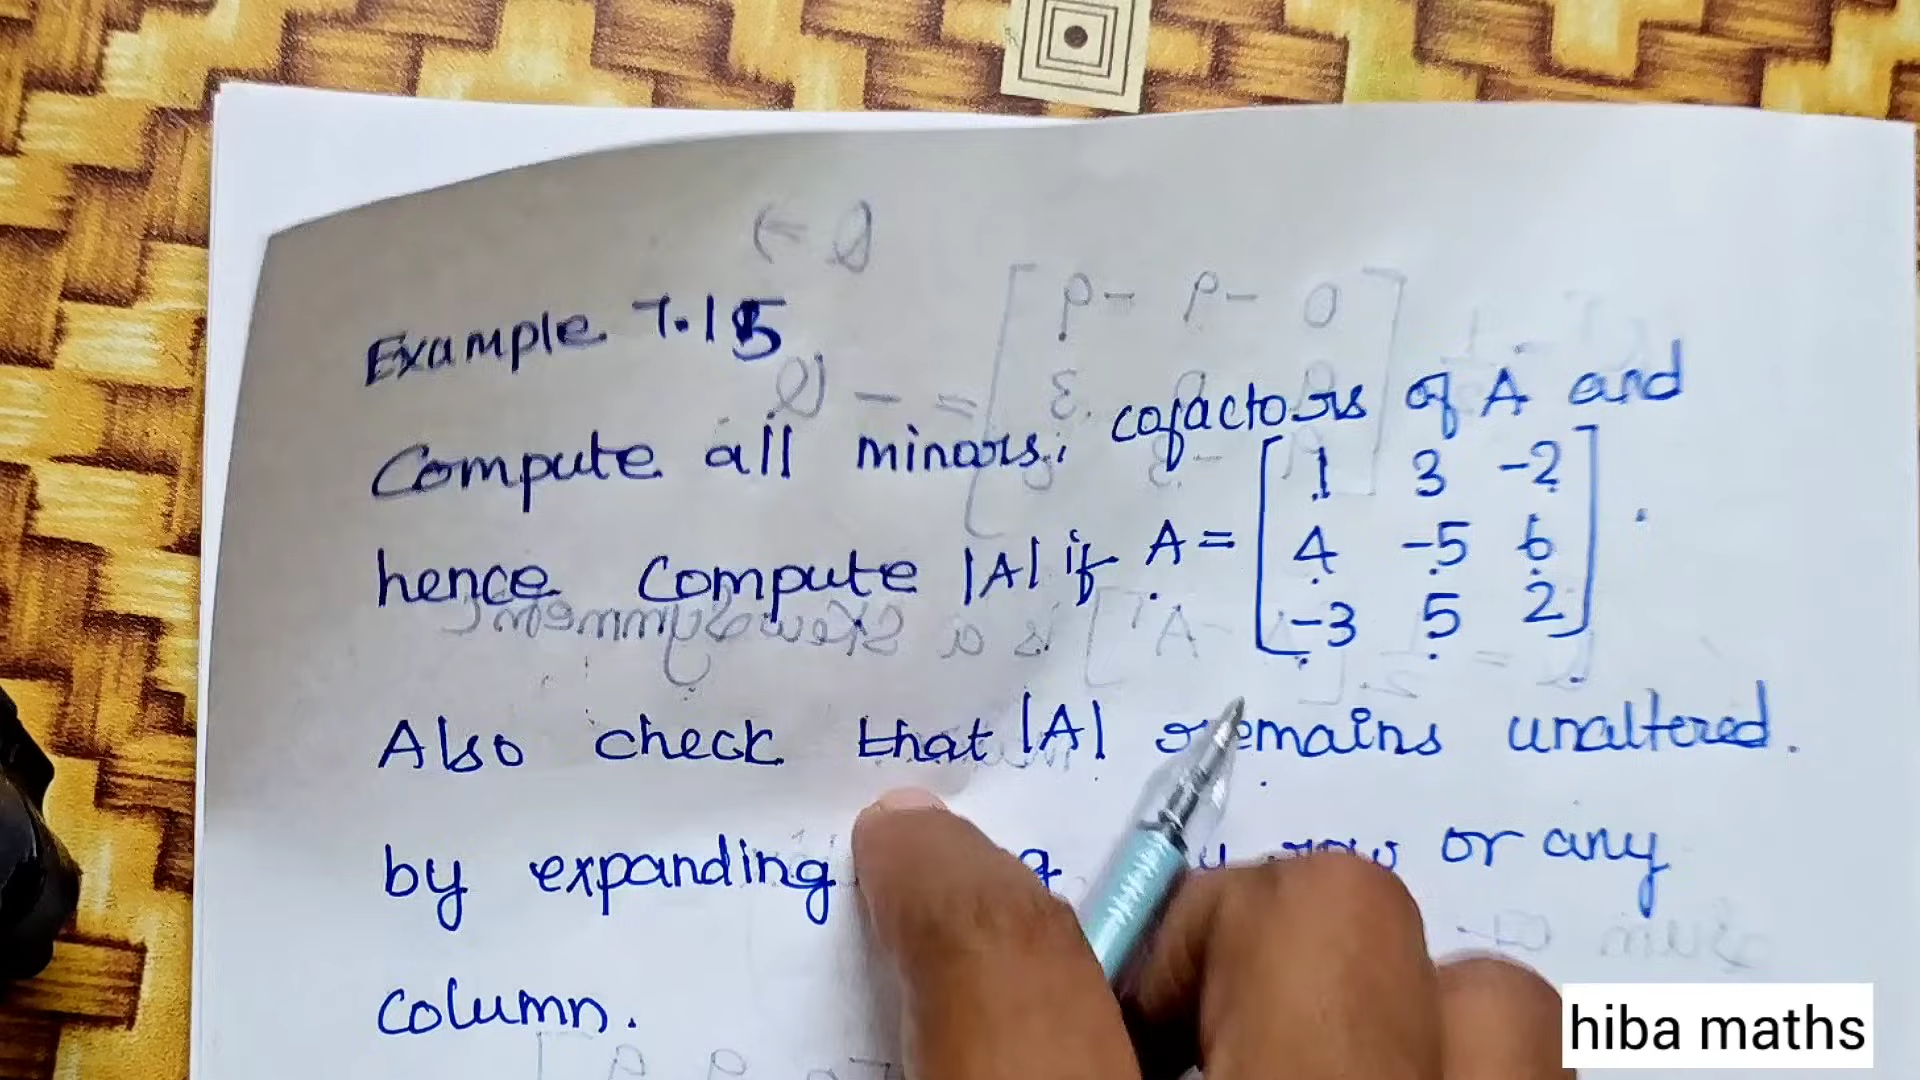 Example 7.15
Compute all minors, cofactors of A and
hence compute |A| if A = [1 3 -2
4 -5 6
-3 5 2].
Also check that |A| remains unaltered.
by expanding or any
column.
hiba maths